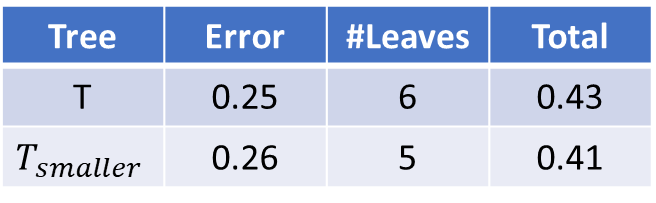 Tree Error #Leaves Total
T 0.25 6 0.43
T_smaller 0.26 5 0.41